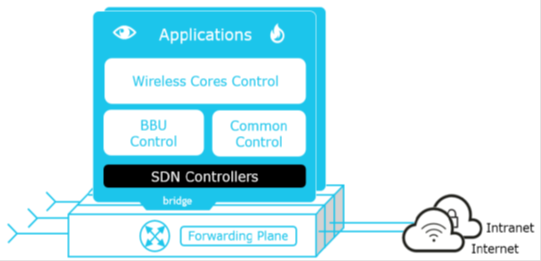 Applications
Wireless Cores Control
BBU
Control
Common
Control
SDN Controllers
bridge
Forwarding Plane
Intranet
Internet